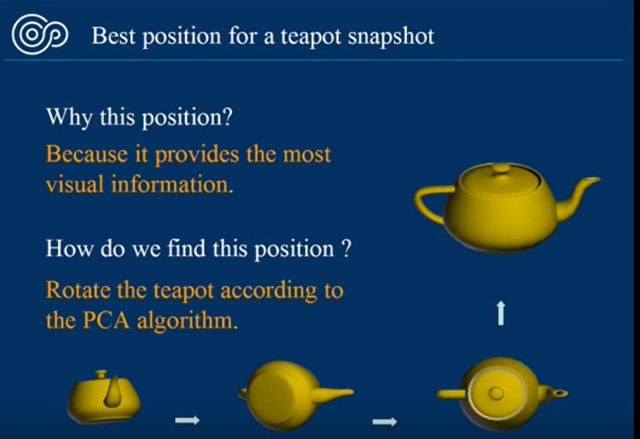 Best position for a teapot snapshot
Why this position?
Because it provides the most
visual information.
How do we find this position ?
Rotate the teapot according to
the PCA algorithm.